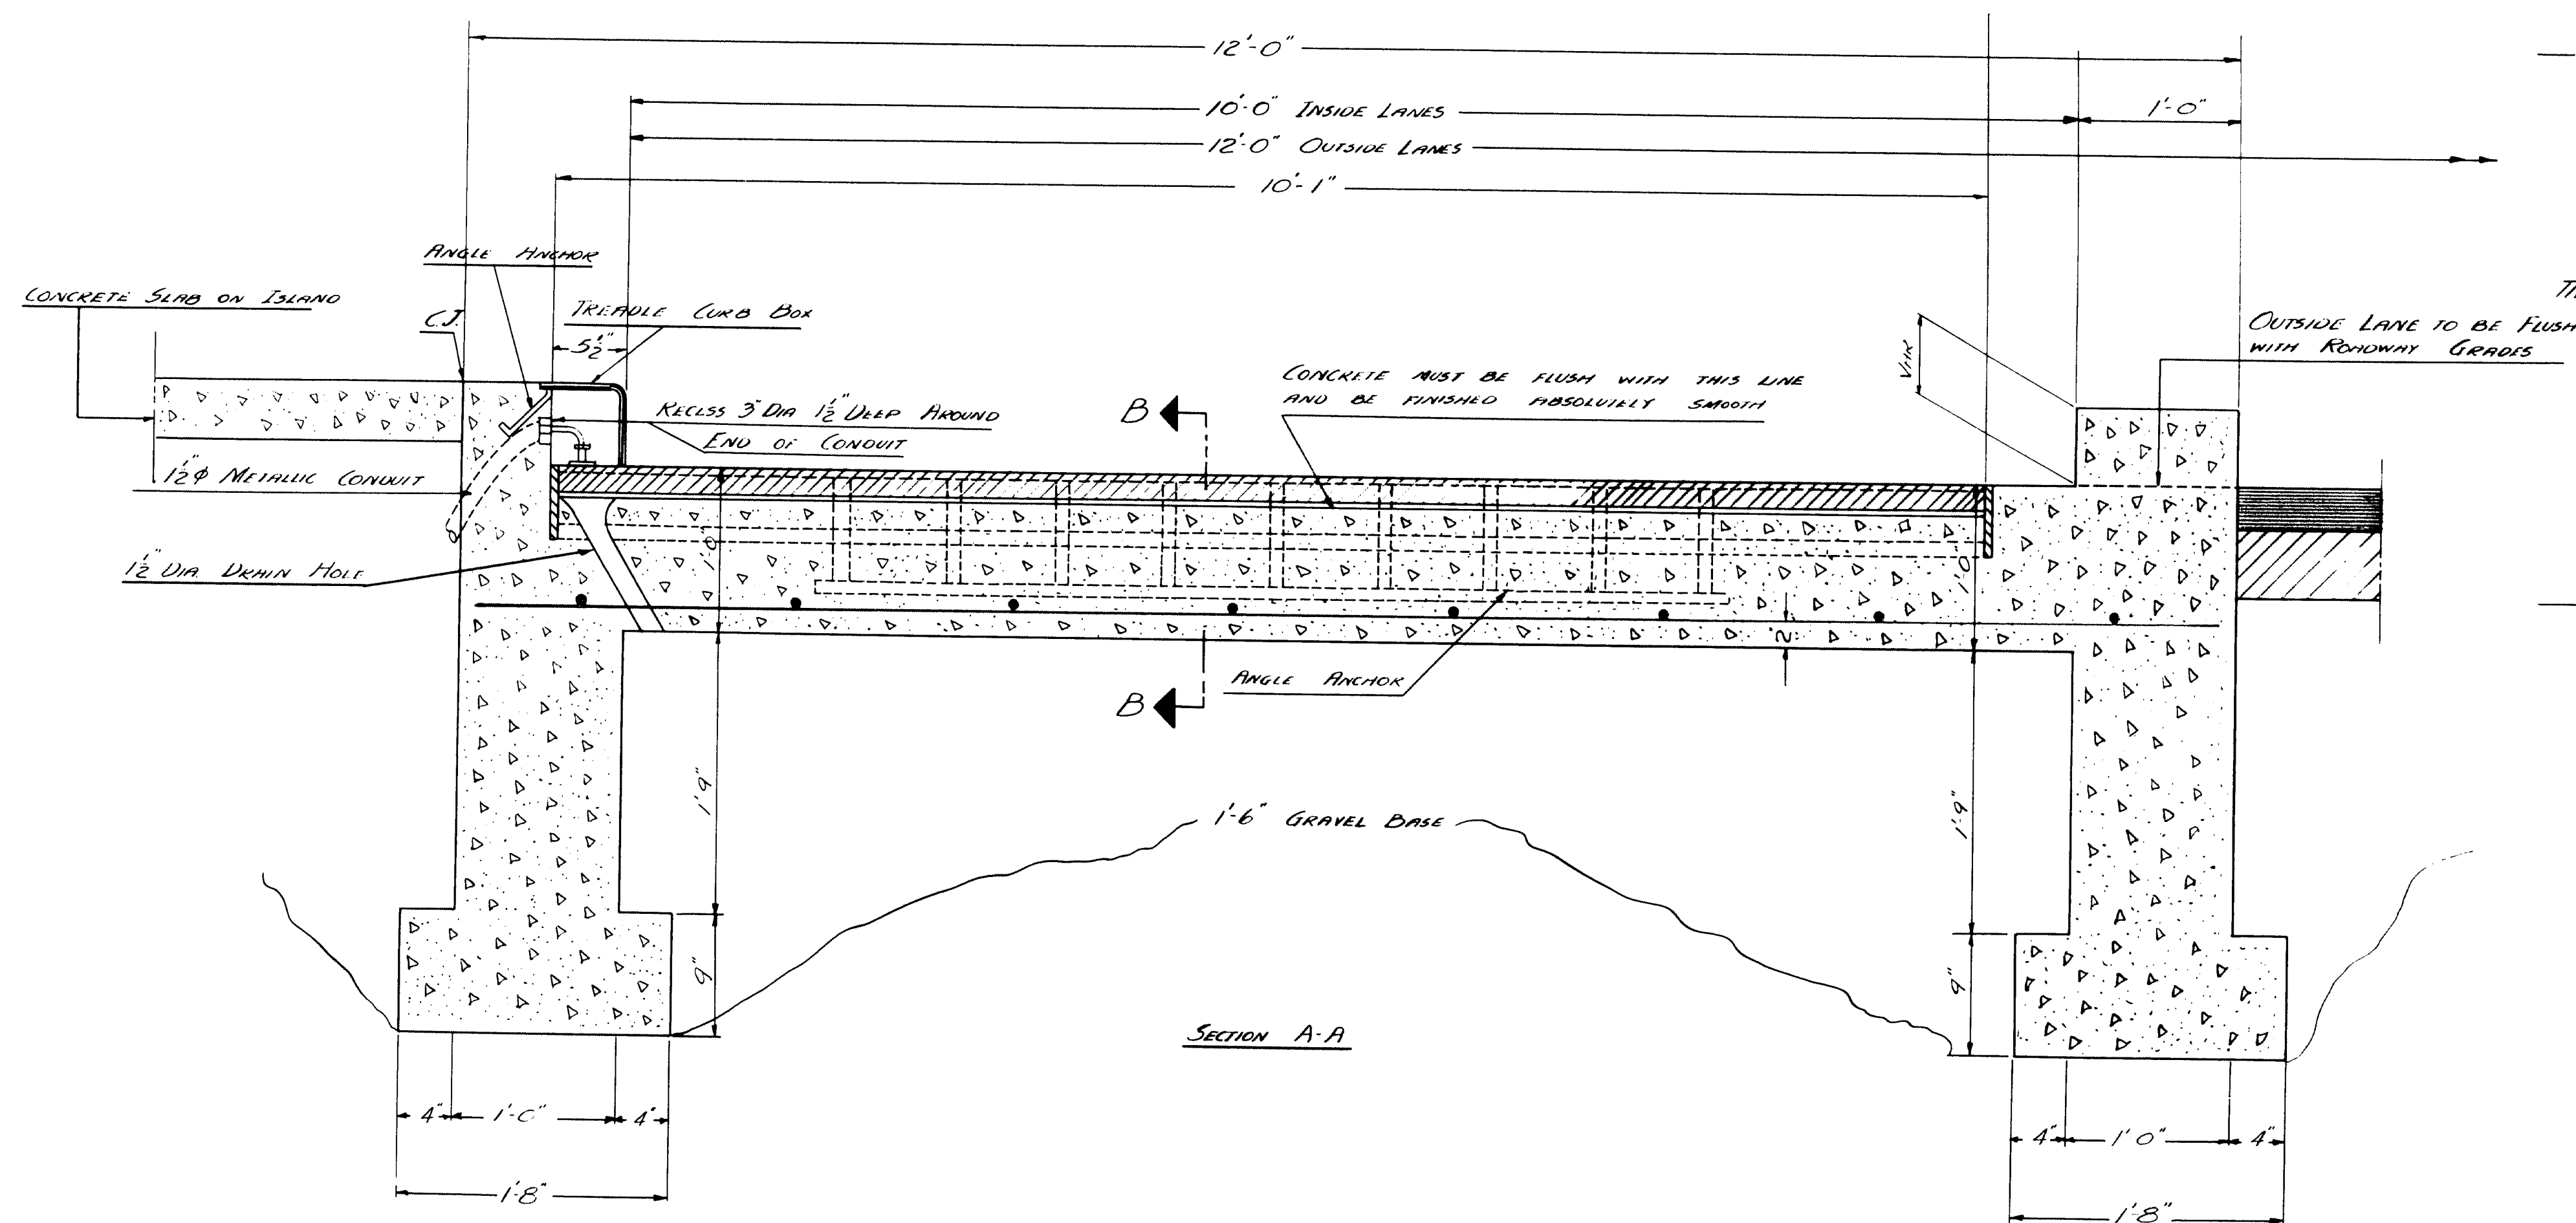 12'-0"
10'-0" INSIDE LANES
1'-0"
12'-0" OUTSIDE LANES
10'-1"
ANGLE ANCHOR
CONCRETE SLAB ON ISLAND
C.J.
TREADLE CURB BOX
5½"
OUTSIDE LANE TO BE FLUSH
WITH ROADWAY GRADES
VAR
CONCRETE MUST BE FLUSH WITH THIS LINE
AND BE FINISHED ABSOLUTELY SMOOTH
RECESS 3" DIA 1½" DEEP AROUND
END OF CONDUIT
B
1½"φ METALLIC CONDUIT
1½" DIA. DRAIN HOLE
1'-0"
1'-0"
2"
ANGLE ANCHOR
B
1'-9"
1'-9"
1'-6" GRAVEL BASE
9"
9"
SECTION A-A
4" 1'-0" 4"
4" 1'0" 4"
1'-8"
1'-8"